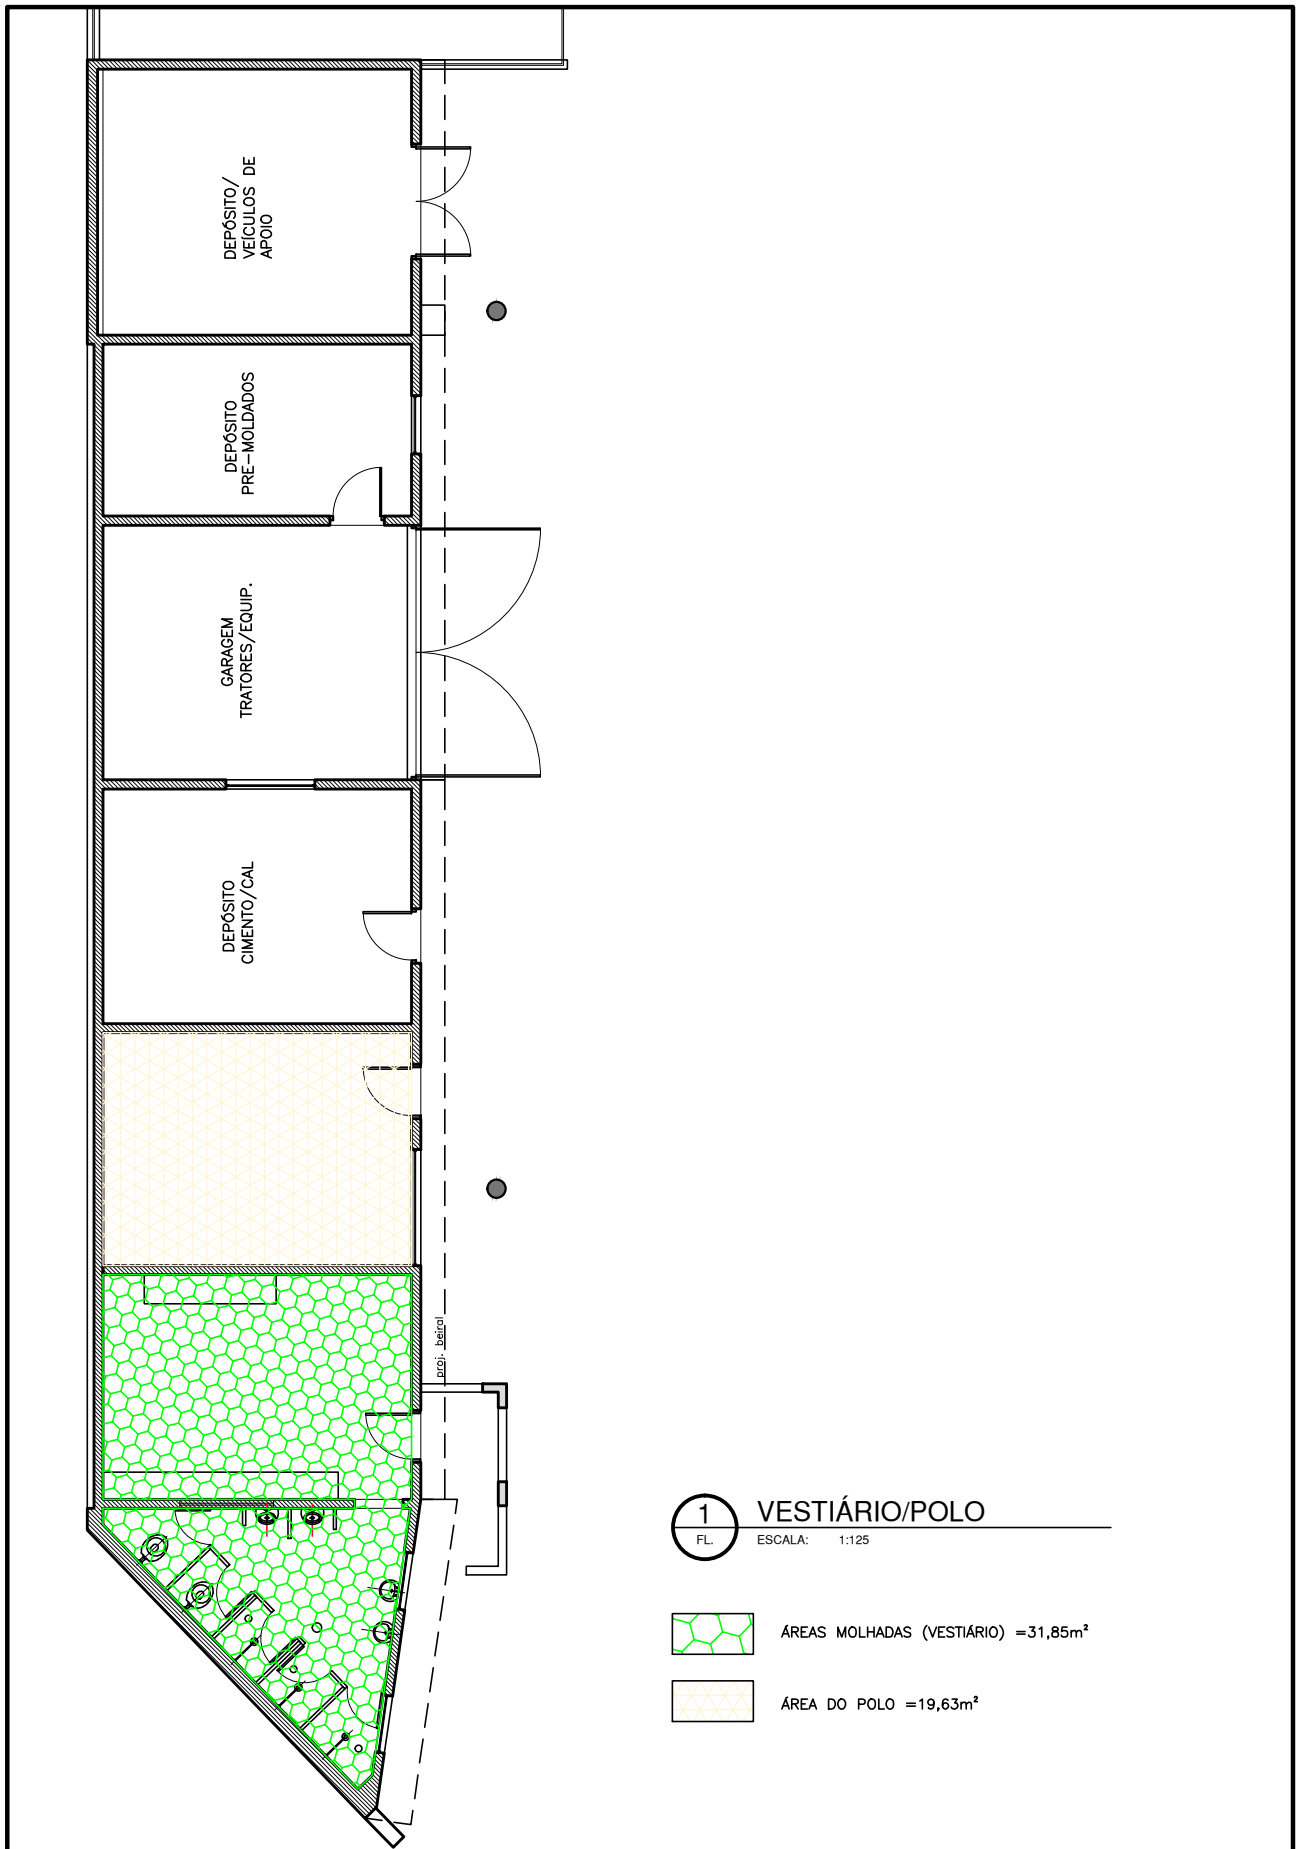 DEPÓSITO/
VEÍCULOS DE
APOIO
DEPÓSITO
PRE-MOLDADOS
GARAGEM
TRATORES/EQUIP.
DEPÓSITO
CIMENTO/CAL
proj. beiral
1
FL.
VESTIÁRIO/POLO
ESCALA: 1:125
ÁREAS MOLHADAS (VESTIÁRIO) =31,85m²
ÁREA DO POLO =19,63m²